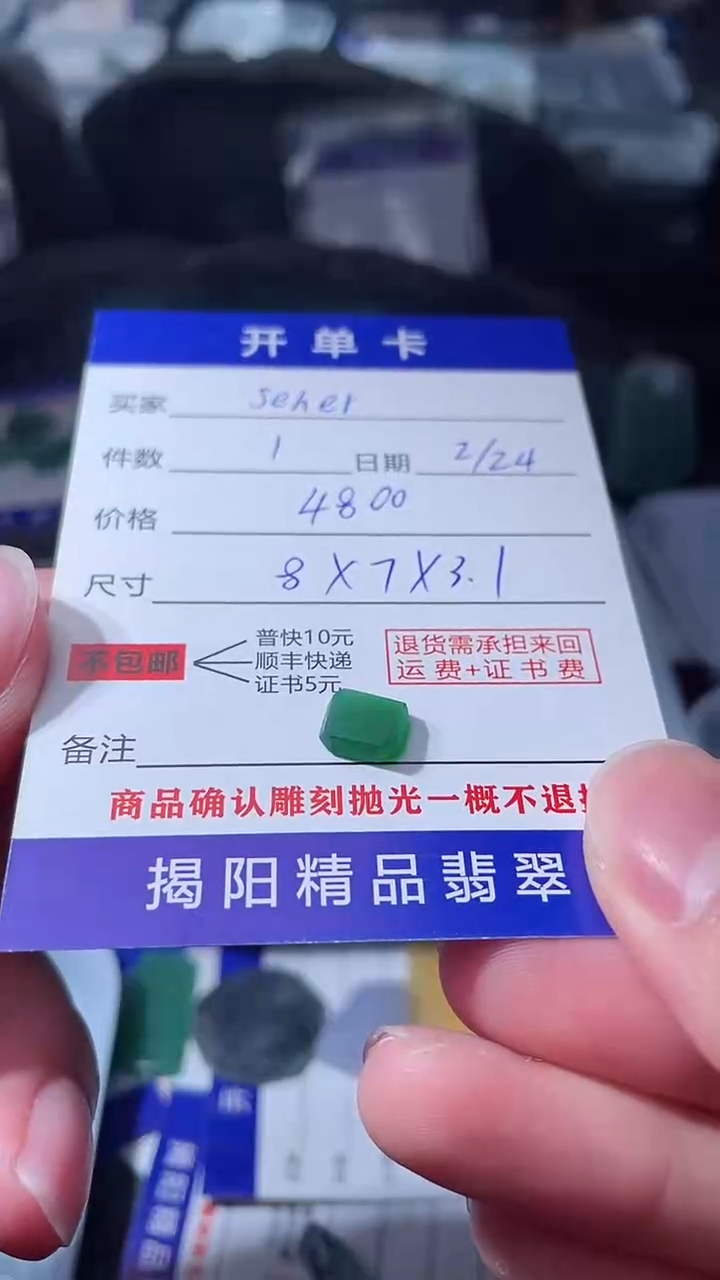 开单卡
买家 Seher
件数 1 日期 2/24
价格 4800
尺寸 8X7X3.1
不包邮
普快10元
顺丰快递
证书5元
退货需承担来回
运费+证书费
备注
商品确认雕刻抛光一概不退
揭阳精品翡翠